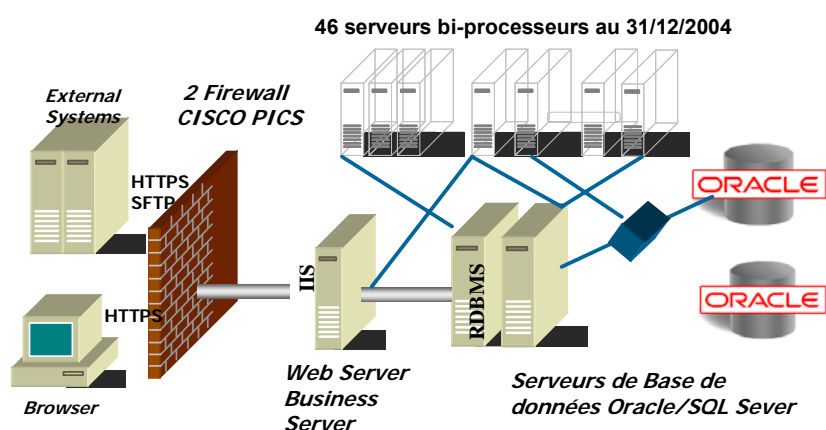 46 serveurs bi-processeurs au 31/12/2004
External
Systems
2 Firewall
CISCO PICS
HTTPS
SFTP
ORACLE
IIS
RDBMS
HTTPS
ORACLE
Browser
Web Server
Business
Server
Serveurs de Base de
données Oracle/SQL Sever